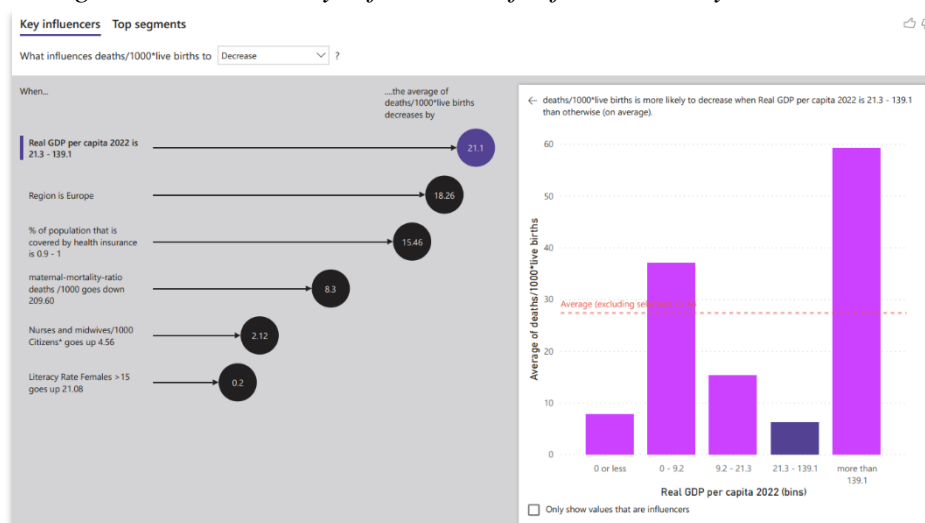 Key influencers Top segments
What influences deaths/1000*live births to Decrease ?
When...
....the average of
deaths/1000*live births
decreases by
Real GDP per capita 2022 is
21.3 - 139.1
21.1
Region is Europe
18.26
% of population that is
covered by health insurance
is 0.9 - 1
15.46
maternal-mortality-ratio
deaths /1000 goes down
209.60
8.3
Nurses and midwives/1000
Citizens* goes up 4.56
2.12
Literacy Rate Females >15
goes up 21.08
0.2
← deaths/1000*live births is more likely to decrease when Real GDP per capita 2022 is 21.3 - 139.1
than otherwise (on average).
Average of deaths/1000*live births
60
50
40
30
20
10
0
Average (excluding
0 or less
0 - 9.2
9.2 - 21.3
21.3 - 139.1
more than
139.1
Real GDP per capita 2022 (bins)
Only show values that are influencers